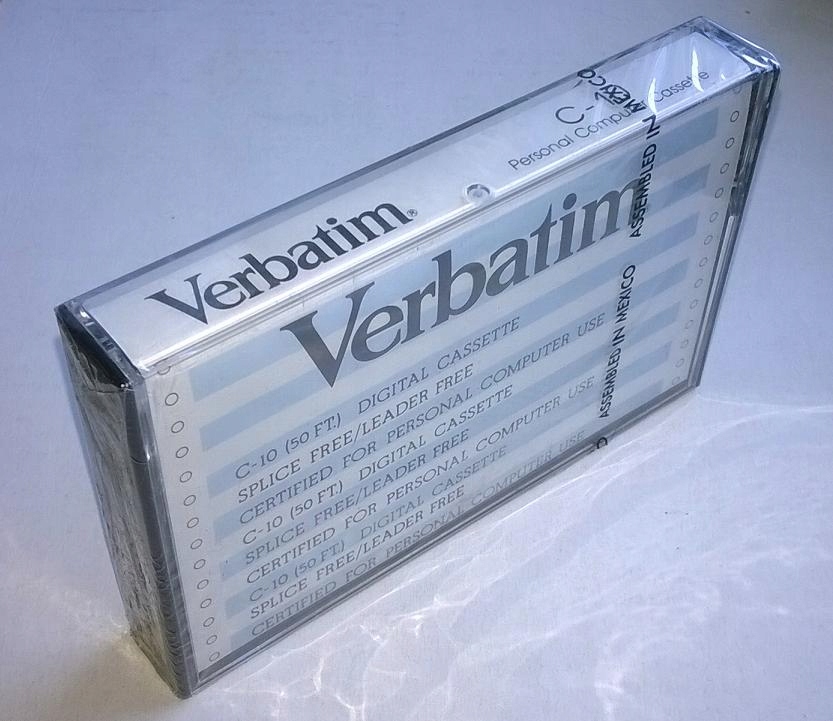 Verbatim®
C-
Personal Computer Cassette
Verbatim
C-10 (50 FT.) DIGITAL CASSETTE
SPLICE FREE/LEADER FREE
CERTIFIED FOR PERSONAL COMPUTER USE
C-10 (50 FT.) DIGITAL CASSETTE
SPLICE FREE/LEADER FREE
CERTIFIED FOR PERSONAL COMPUTER USE
C-10 (50 FT.) DIGITAL CASSETTE
SPLICE FREE/LEADER FREE
CERTIFIED FOR PERSONAL COMPUTER USE
ASSEMBLED IN MEXICO
ASSEMBLED IN MEXICO